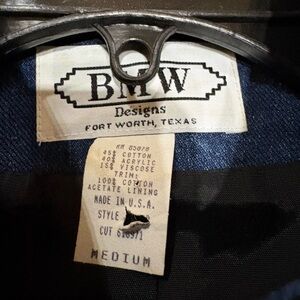 BMW
Designs
FORT WORTH, TEXAS
45% COTTON
40% ACRYLIC
15% VISCOSE
TRIM:
100% COTTON
ACETATE LINING
MADE IN U.S.A.
STYLE
CUT
MEDIUM